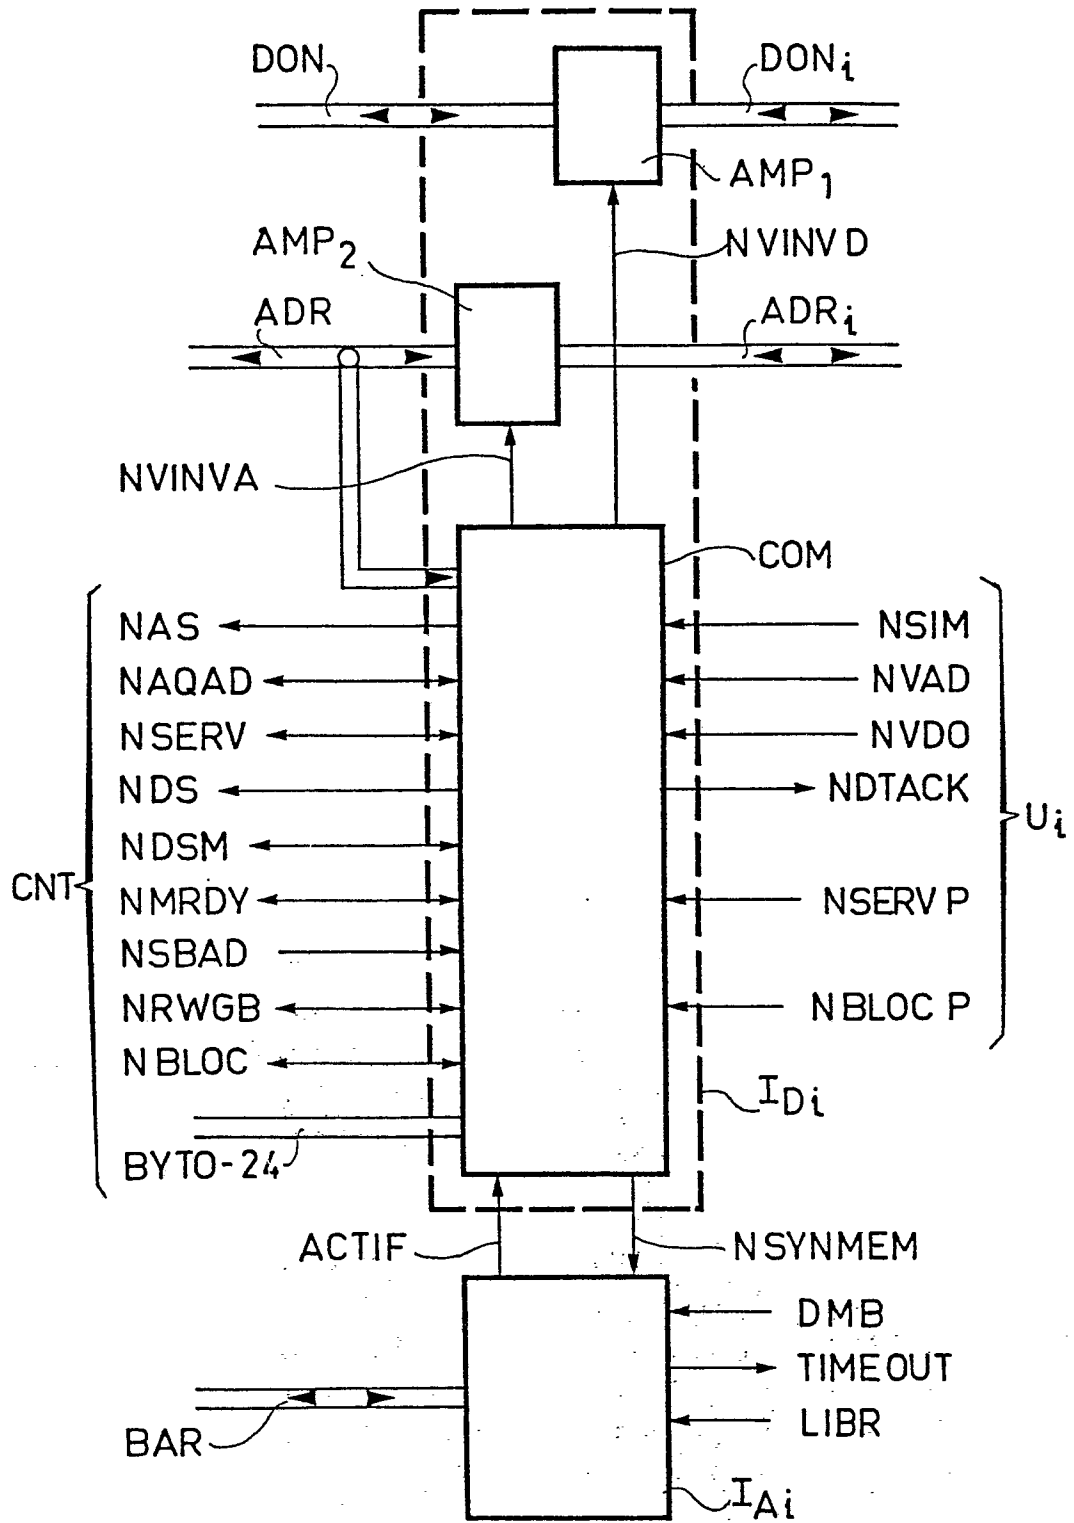 DON
DONi
AMP1
NVINVD
AMP2
ADR
ADRi
NVINVA
COM
NAS
NSIM
NAQAD
NVAD
NSERV
NVDO
NDS
NDTACK
Ui
NDSM
CNT
NMRDY
NSERVP
NSBAD
NRWGB
NBLOCP
NBLOC
IDi
BYTO-24
ACTIF
NSYNMEM
DMB
TIMEOUT
LIBR
BAR
IAi